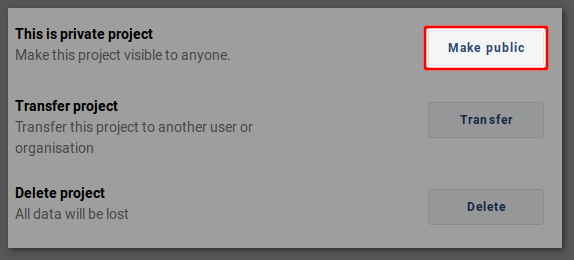 This is private project
Make this project visible to anyone.
Make public
Transfer project
Transfer this project to another user or
organisation
Transfer
Delete project
All data will be lost
Delete